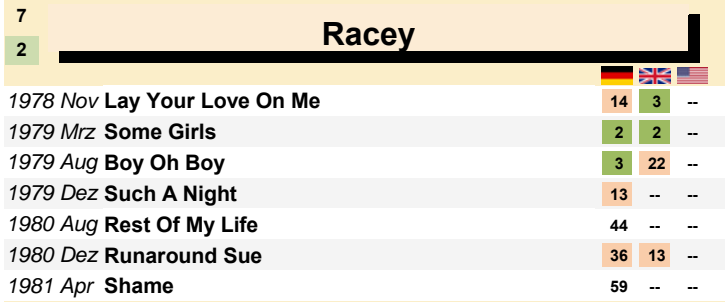 7
Racey
2
1978 Nov Lay Your Love On Me 14 3 --
1979 Mrz Some Girls 2 2 --
1979 Aug Boy Oh Boy 3 22 --
1979 Dez Such A Night 13 -- --
1980 Aug Rest Of My Life 44 -- --
1980 Dez Runaround Sue 36 13 --
1981 Apr Shame 59 -- --